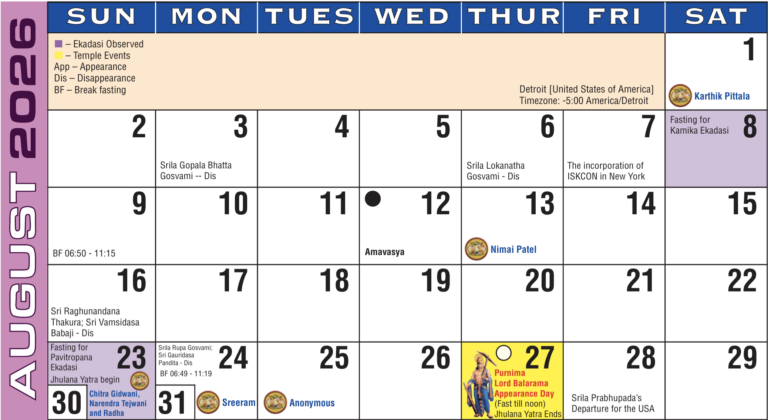 AUGUST 2026
SUN MON TUES WED THUR FRI SAT
– Ekadasi Observed
– Temple Events
App – Appearance
Dis – Disappearance
BF – Break fasting
Detroit [United States of America]
Timezone: -5:00 America/Detroit
1
Karthik Pittala
2
3
Srila Gopala Bhatta
Gosvami -- Dis
4
5
6
Srila Lokanatha
Gosvami - Dis
7
The incorporation of
ISKCON in New York
Fasting for
Kamika Ekadasi
8
9
BF 06:50 - 11:15
10
11
12
Amavasya
13
Nimai Patel
14
15
16
Sri Raghunandana
Thakura; Sri Vamsidasa
Babaji - Dis
17
18
19
20
21
22
Fasting for
Pavitropana
Ekadasi
23
Jhulana Yatra begin
30
Chitra Gidwani,
Narendra Tejwani
and Radha
Srila Rupa Gosvami;
Sri Gauridasa
Pandita - Dis
24
BF 06:49 - 11:19
31
Sreeram
25
Anonymous
26
27
Purnima
Lord Balarama
Appearance Day
(Fast till noon)
Jhulana Yatra Ends
28
Srila Prabhupada's
Departure for the USA
29